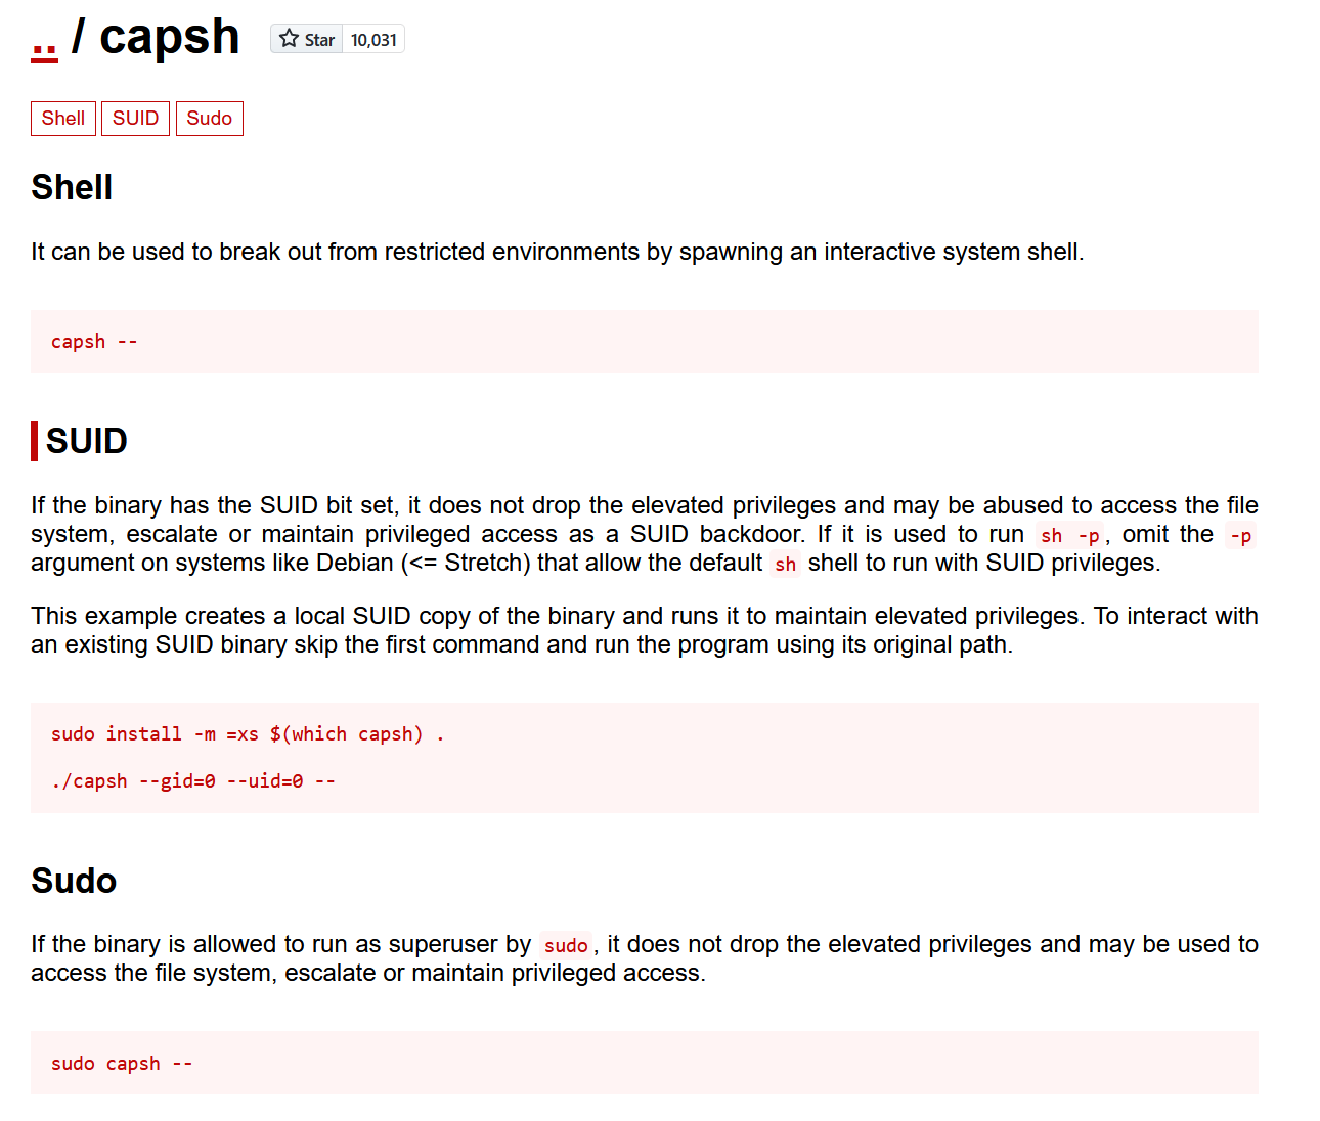 .. / capsh
Star 10,031
Shell SUID Sudo
Shell
It can be used to break out from restricted environments by spawning an interactive system shell.
capsh --
SUID
If the binary has the SUID bit set, it does not drop the elevated privileges and may be abused to access the file
system, escalate or maintain privileged access as a SUID backdoor. If it is used to run sh -p, omit the -p
argument on systems like Debian (<= Stretch) that allow the default sh shell to run with SUID privileges.
This example creates a local SUID copy of the binary and runs it to maintain elevated privileges. To interact with
an existing SUID binary skip the first command and run the program using its original path.
sudo install -m =xs $(which capsh) .
./capsh --gid=0 --uid=0 --
Sudo
If the binary is allowed to run as superuser by sudo, it does not drop the elevated privileges and may be used to
access the file system, escalate or maintain privileged access.
sudo capsh --